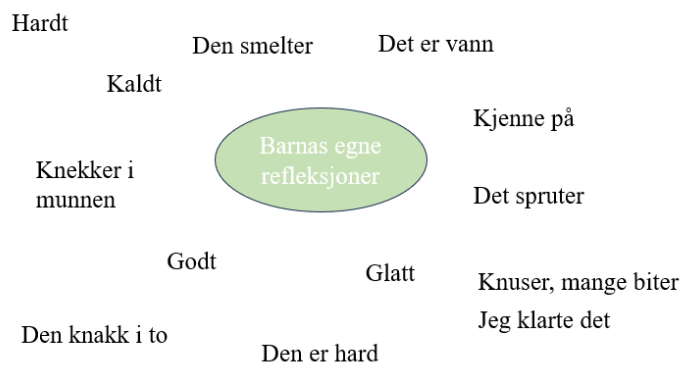 Hardt
Den smelter
Det er vann
Kaldt
Kjenne på
Barnas egne
refleksjoner
Knekker i
munnen
Det spruter
Godt
Glatt
Knuser, mange biter
Jeg klarte det
Den knakk i to
Den er hard